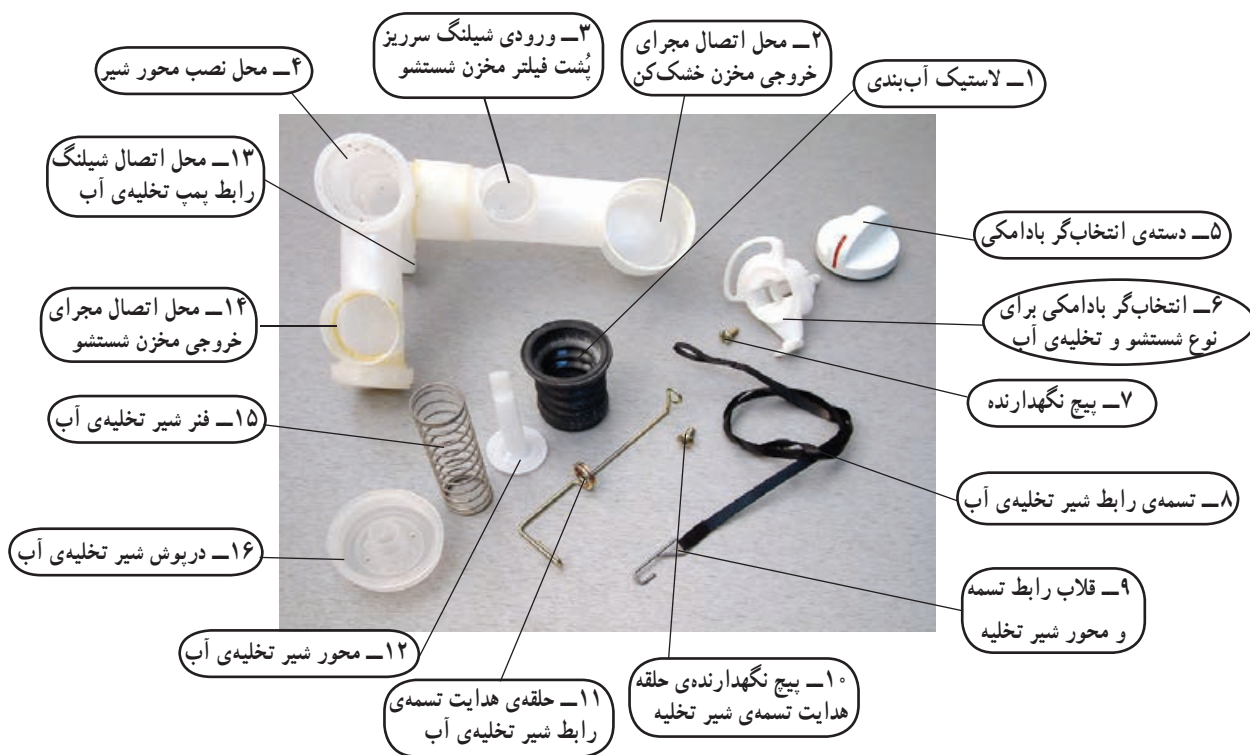 ۱ــ لاستیک آب‌بندی
۲ــ محل اتصال مجرای
خروجی مخزن خشک‌کن
۳ــ ورودی شیلنگ سرریز
پُشت فیلتر مخزن شستشو
۴ــ محل نصب محور شیر
۵ــ دسته‌ی انتخاب‌گر بادامکی
۶ــ انتخاب‌گر بادامکی برای
نوع شستشو و تخلیه‌ی آب
۷ــ پیچ نگهدارنده
۸ــ تسمه‌ی رابط شیر تخلیه‌ی آب
۹ــ قلاب رابط تسمه
و محور شیر تخلیه
۱۰ــ پیچ نگهدارنده‌ی حلقه
هدایت تسمه‌ی شیر تخلیه
۱۱ــ حلقه‌ی هدایت تسمه‌ی
رابط شیر تخلیه‌ی آب
۱۲ــ محور شیر تخلیه‌ی آب
۱۳ــ محل اتصال شیلنگ
رابط پمپ تخلیه‌ی آب
۱۴ــ محل اتصال مجرای
خروجی مخزن شستشو
۱۵ــ فنر شیر تخلیه‌ی آب
۱۶ــ درپوش شیر تخلیه‌ی آب